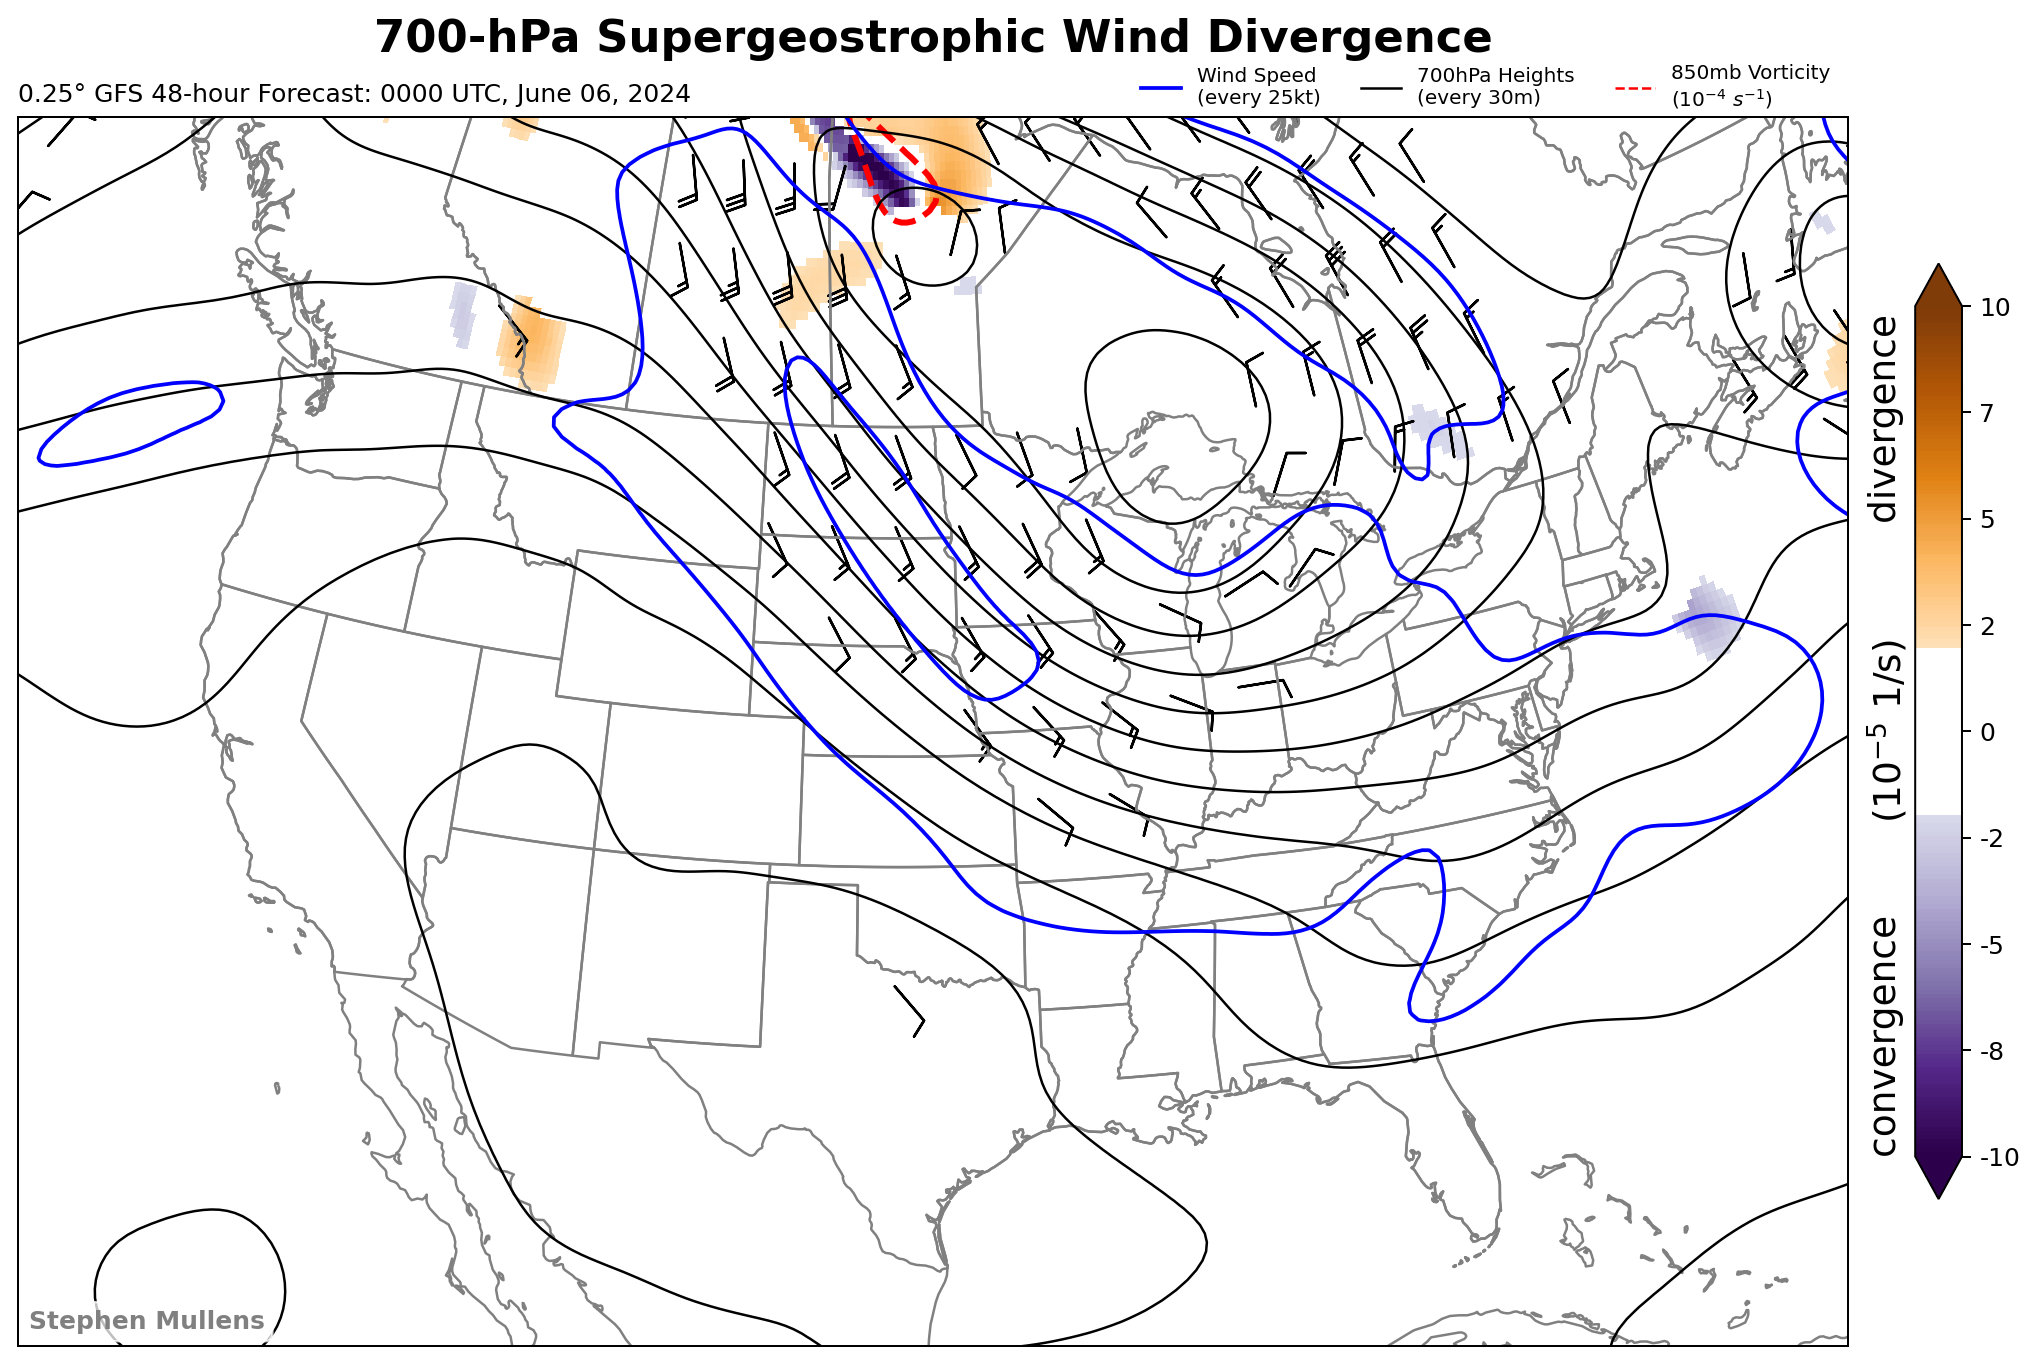 700-hPa Supergeostrophic Wind Divergence
0.25° GFS 48-hour Forecast: 0000 UTC, June 06, 2024
Wind Speed
(every 25kt)
700hPa Heights
(every 30m)
850mb Vorticity
(10⁻⁴ s⁻¹)
10
7
5
2
0
-2
-5
-8
-10
convergence (10⁻⁵ 1/s) divergence
Stephen Mullens